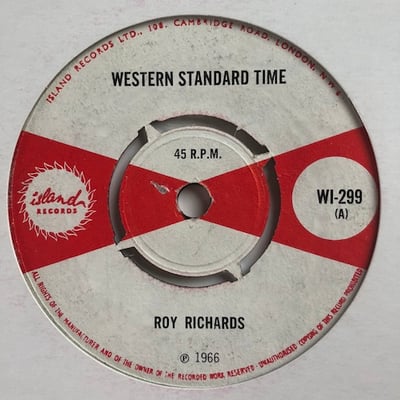 ISLAND RECORDS LTD., 108, CAMBRIDGE ROAD, LONDON, N.W.6
WESTERN STANDARD TIME
45 R.P.M.
island
RECORDS
WI-299
(A)
ROY RICHARDS
℗ 1966
ALL RIGHTS OF THE MANUFACTURER AND OF THE OWNER OF THE RECORDED WORK RESERVED - UNAUTHORISED COPYING OF THIS RECORD PROHIBITED